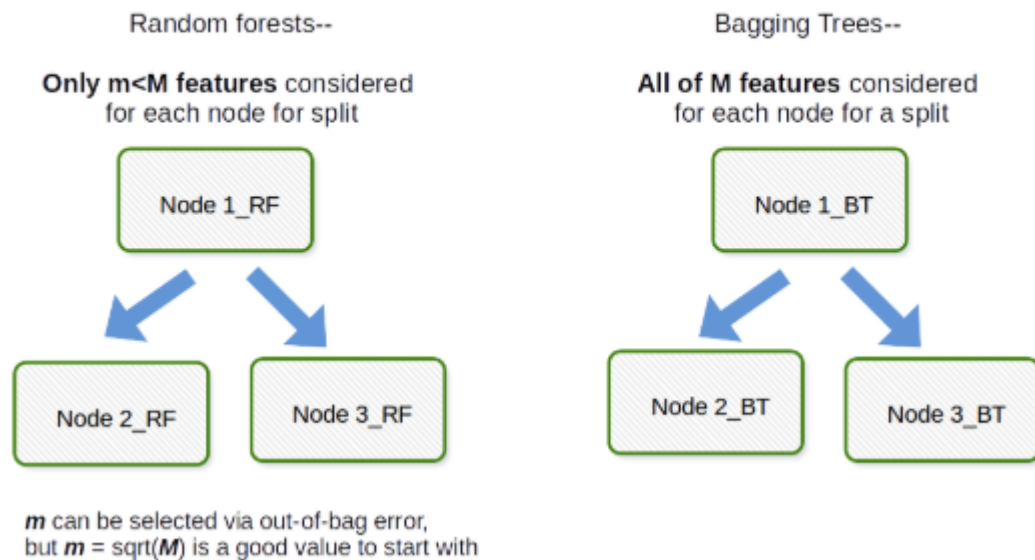 Random forests--
Only m<M features considered
for each node for split
Node 1_RF
Node 2_RF
Node 3_RF
m can be selected via out-of-bag error,
but m = sqrt(M) is a good value to start with
Bagging Trees--
All of M features considered
for each node for a split
Node 1_BT
Node 2_BT
Node 3_BT